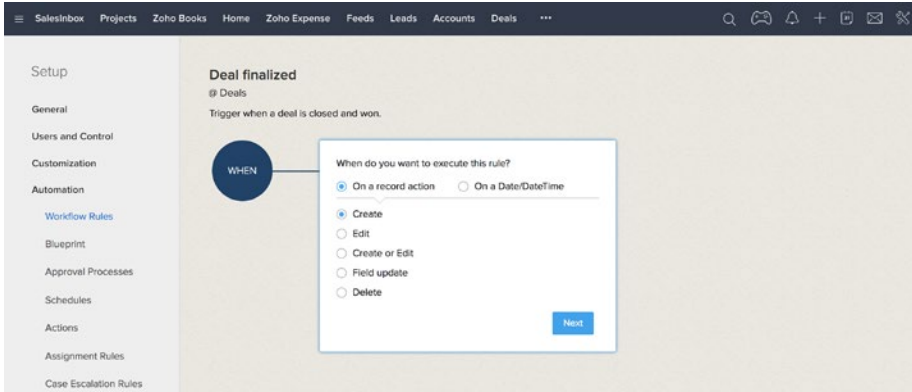 SalesInbox Projects Zoho Books Home Zoho Expense Feeds Leads Accounts Deals ...
Setup
General
Users and Control
Customization
Automation
Workflow Rules
Blueprint
Approval Processes
Schedules
Actions
Assignment Rules
Case Escalation Rules
Deal finalized
@ Deals
Trigger when a deal is closed and won.
WHEN
When do you want to execute this rule?
On a record action On a Date/DateTime
Create
Edit
Create or Edit
Field update
Delete
Next